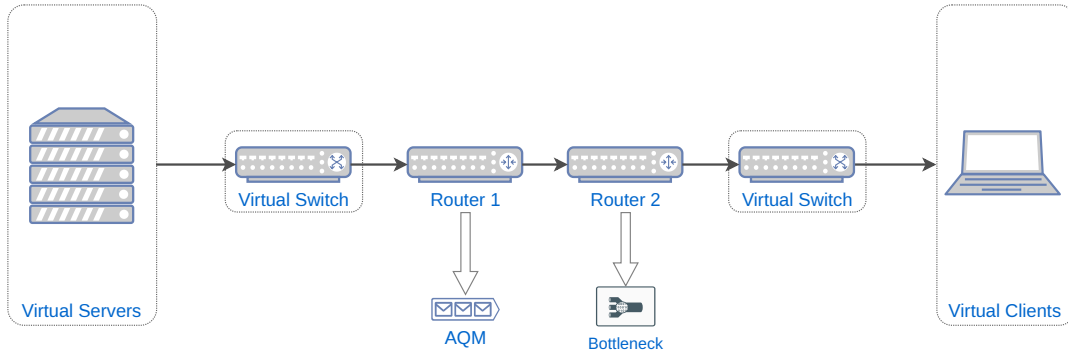 Virtual Switch
Router 1
Router 2
Virtual Switch
Virtual Servers
AQM
Bottleneck
Virtual Clients